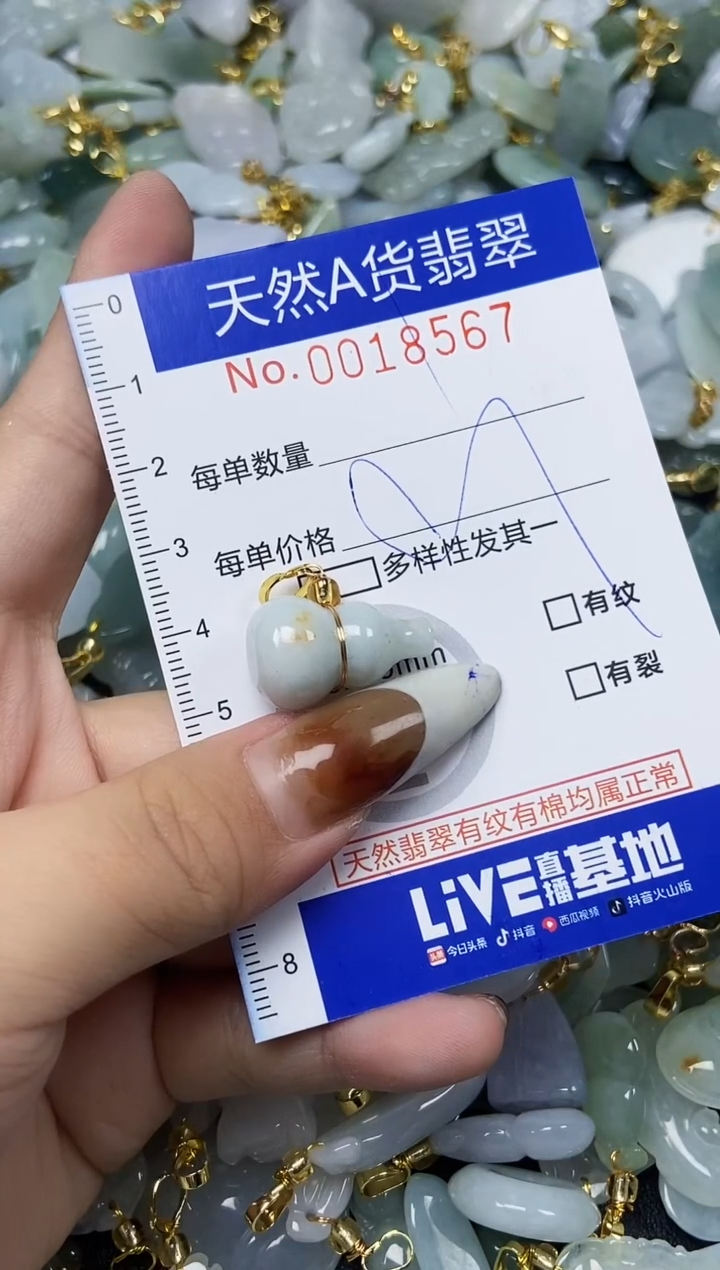 天然A货翡翠
No.0018567
每单数量
每单价格
多样性发其一
有纹
有裂
天然翡翠有纹有棉均属正常
LiVE直播基地
头条 今日头条 抖音 西瓜视频 抖音火山版
0
1
2
3
4
5
8